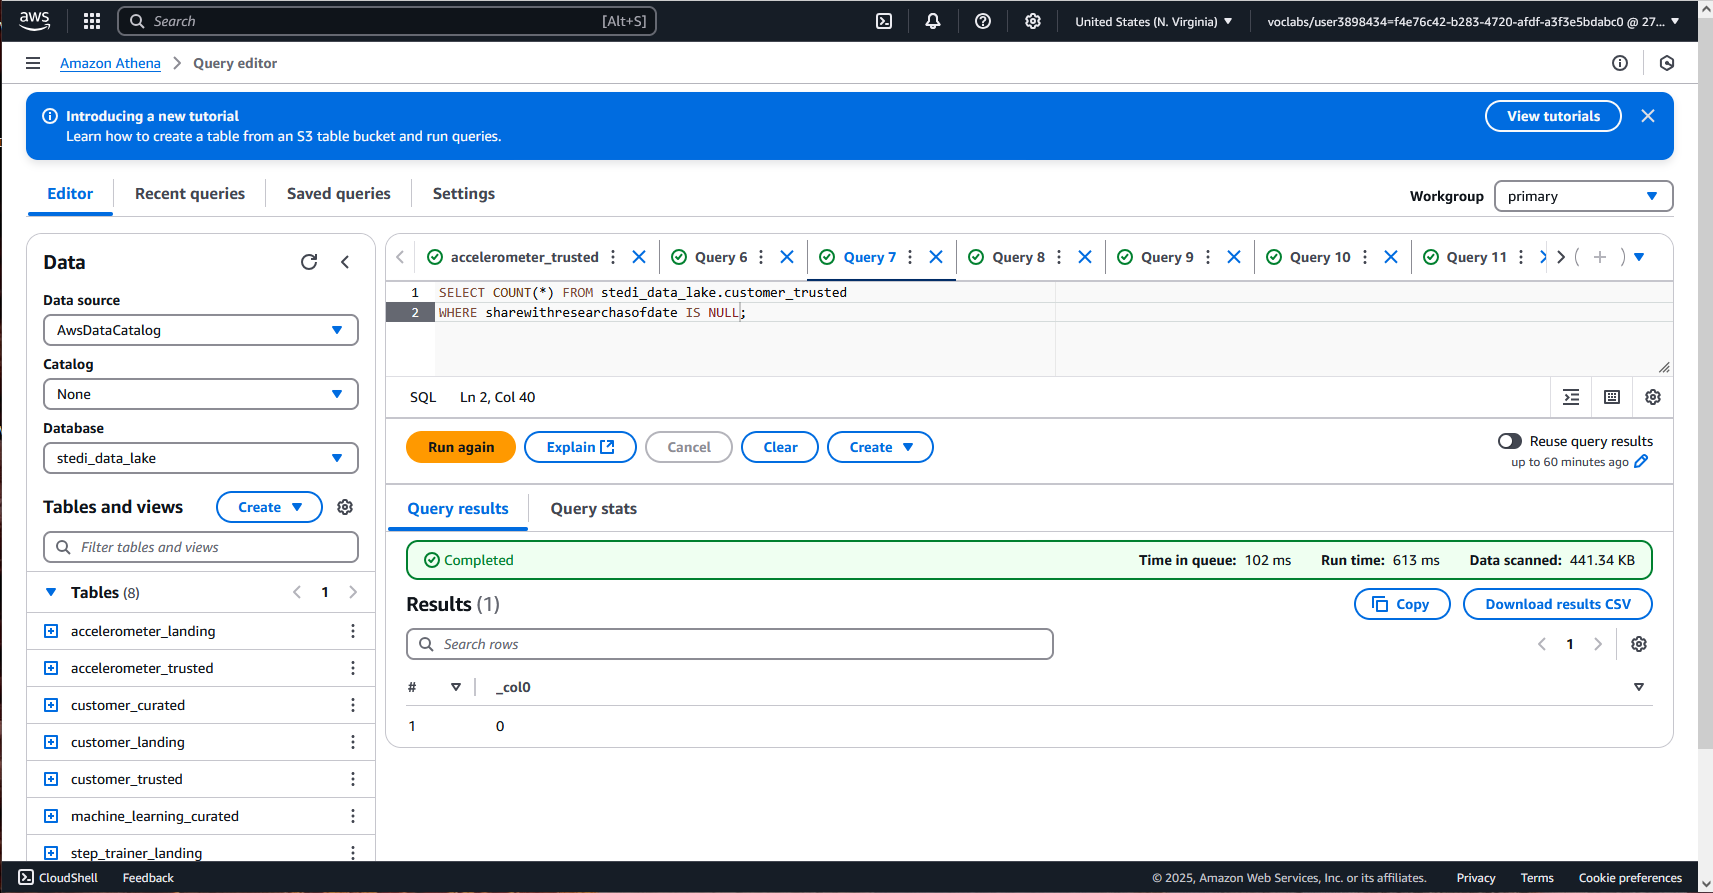 aws Search [Alt+S] United States (N. Virginia) voclabs/user3898434=f4e76c42-b283-4720-afdf-a3f3e5bdabc0 @ 27...
Amazon Athena Query editor
Introducing a new tutorial
Learn how to create a table from an S3 table bucket and run queries.
View tutorials
Editor Recent queries Saved queries Settings
Workgroup primary
Data
Data source
AwsDataCatalog
Catalog
None
Database
stedi_data_lake
Tables and views Create
Filter tables and views
Tables (8) 1
accelerometer_landing
accelerometer_trusted
customer_curated
customer_landing
customer_trusted
machine_learning_curated
step_trainer_landing
accelerometer_trusted Query 6 Query 7 Query 8 Query 9 Query 10 Query 11
1 SELECT COUNT(*) FROM stedi_data_lake.customer_trusted
2 WHERE sharewithresearchasofdate IS NULL;
SQL Ln 2, Col 40
Run again Explain Cancel Clear Create
Reuse query results
up to 60 minutes ago
Query results Query stats
Completed Time in queue: 102 ms Run time: 613 ms Data scanned: 441.34 KB
Results (1) Copy Download results CSV
Search rows 1
# _col0
1 0
CloudShell Feedback © 2025, Amazon Web Services, Inc. or its affiliates. Privacy Terms Cookie preferences